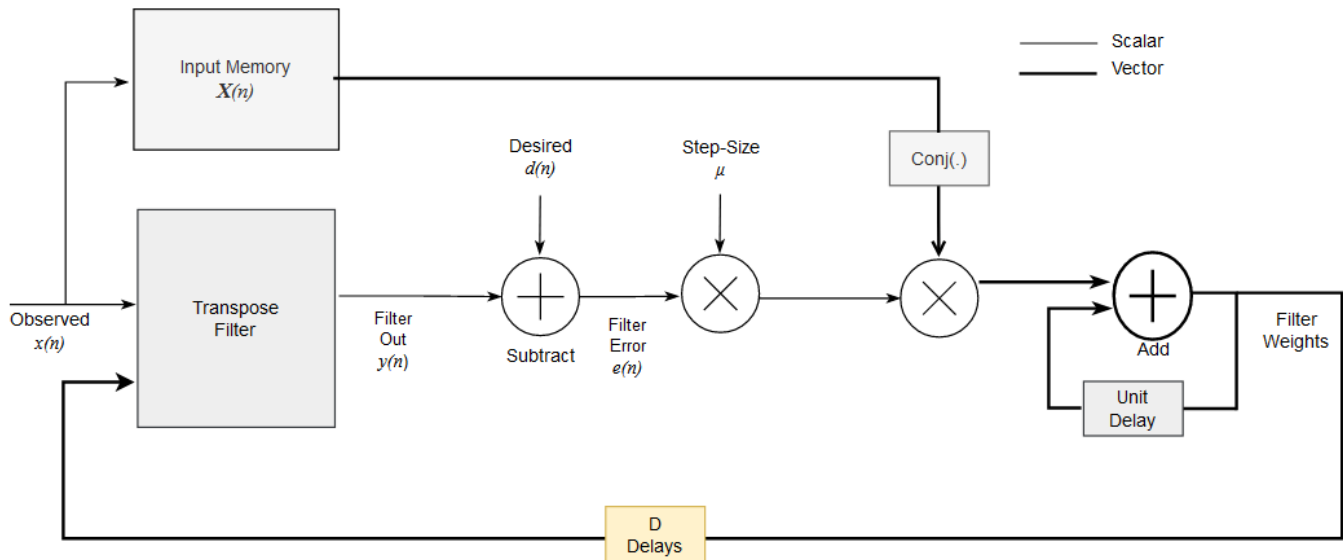 Input Memory
X(n)
Scalar
Vector
Desired
d(n)
Step-Size
μ
Conj(.)
Observed
x(n)
Transpose
Filter
Filter
Out
y(n)
Subtract
Filter
Error
e(n)
Add
Filter
Weights
Unit
Delay
D
Delays